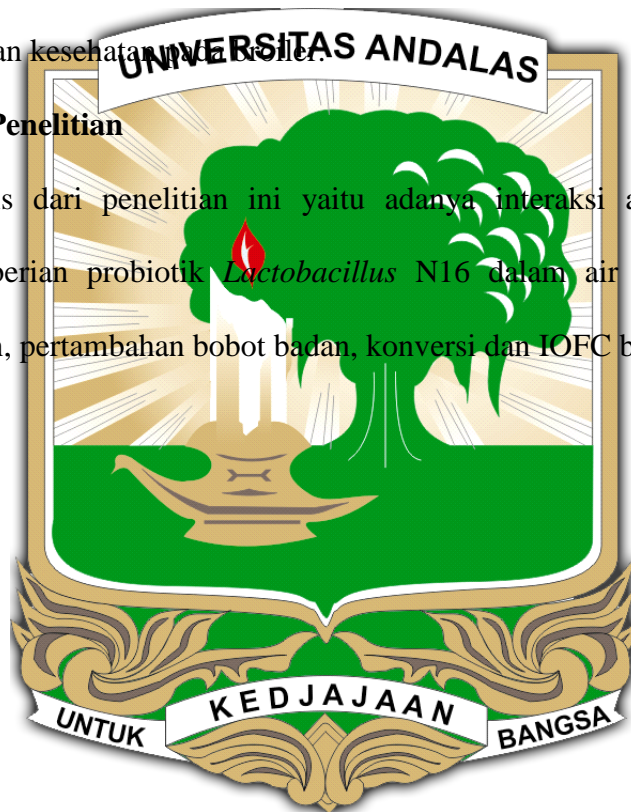 UNIVERSITAS ANDALAS
an kesehatan pada broiler.
Penelitian
s dari penelitian ini yaitu adanya interaksi a
berian probiotik Lactobacillus N16 dalam air
, pertambahan bobot badan, konversi dan IOFC b
UNTUK KEDJAJAAN BANGSA